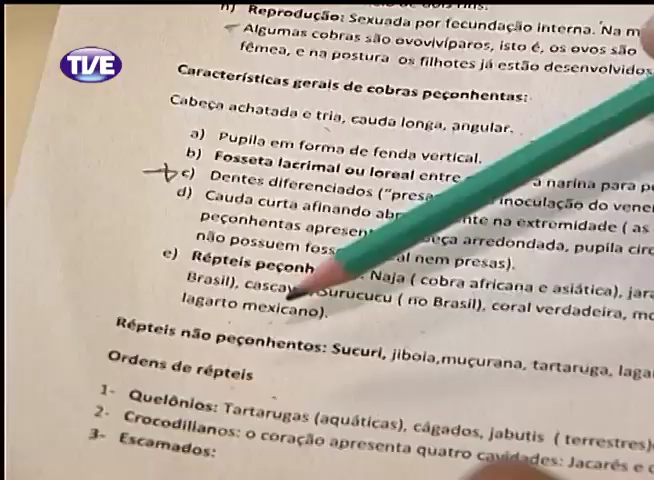 TVE
h) Reprodução: Sexuada por fecundação interna. Na m
Algumas cobras são ovovivíparos, isto é, os ovos são
fêmea, e na postura os filhotes já estão desenvolvidos
Características gerais de cobras peçonhentas:
Cabeça achatada e tria, cauda longa, angular.
a) Pupila em forma de fenda vertical.
b) Fosseta lacrimal ou loreal entre a narina para p
c) Dentes diferenciados ("presa inoculação do vene
d) Cauda curta afinando abr nte na extremidade ( as
peçonhentas apresent eça arredondada, pupila circ
não possuem foss al nem presas).
e) Répteis peçonh Naja ( cobra africana e asiática), jara
Brasil), cascav Surucucu ( no Brasil), coral verdadeira, mo
lagarto mexicano).
Répteis não peçonhentos: Sucuri, jiboia,muçurana, tartaruga, laga
Ordens de répteis
1- Quelônios: Tartarugas (aquáticas), cágados, jabutis ( terrestres)
2- Crocodilianos: o coração apresenta quatro cavidades: Jacarés e c
3- Escamados: